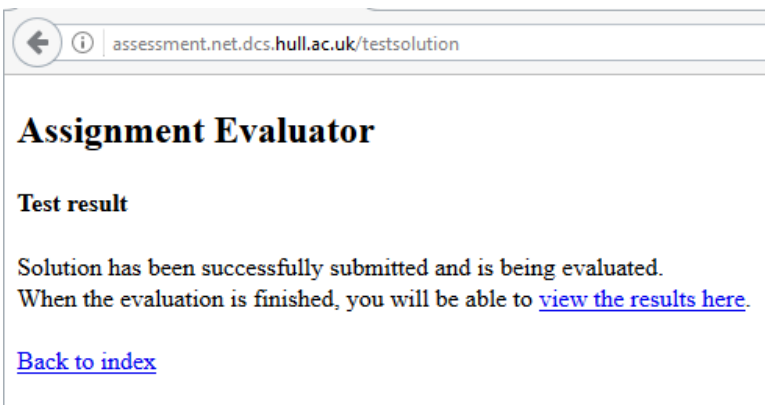 assessment.net.dcs.hull.ac.uk/testsolution
Assignment Evaluator
Test result
Solution has been successfully submitted and is being evaluated.
When the evaluation is finished, you will be able to view the results here.
Back to index